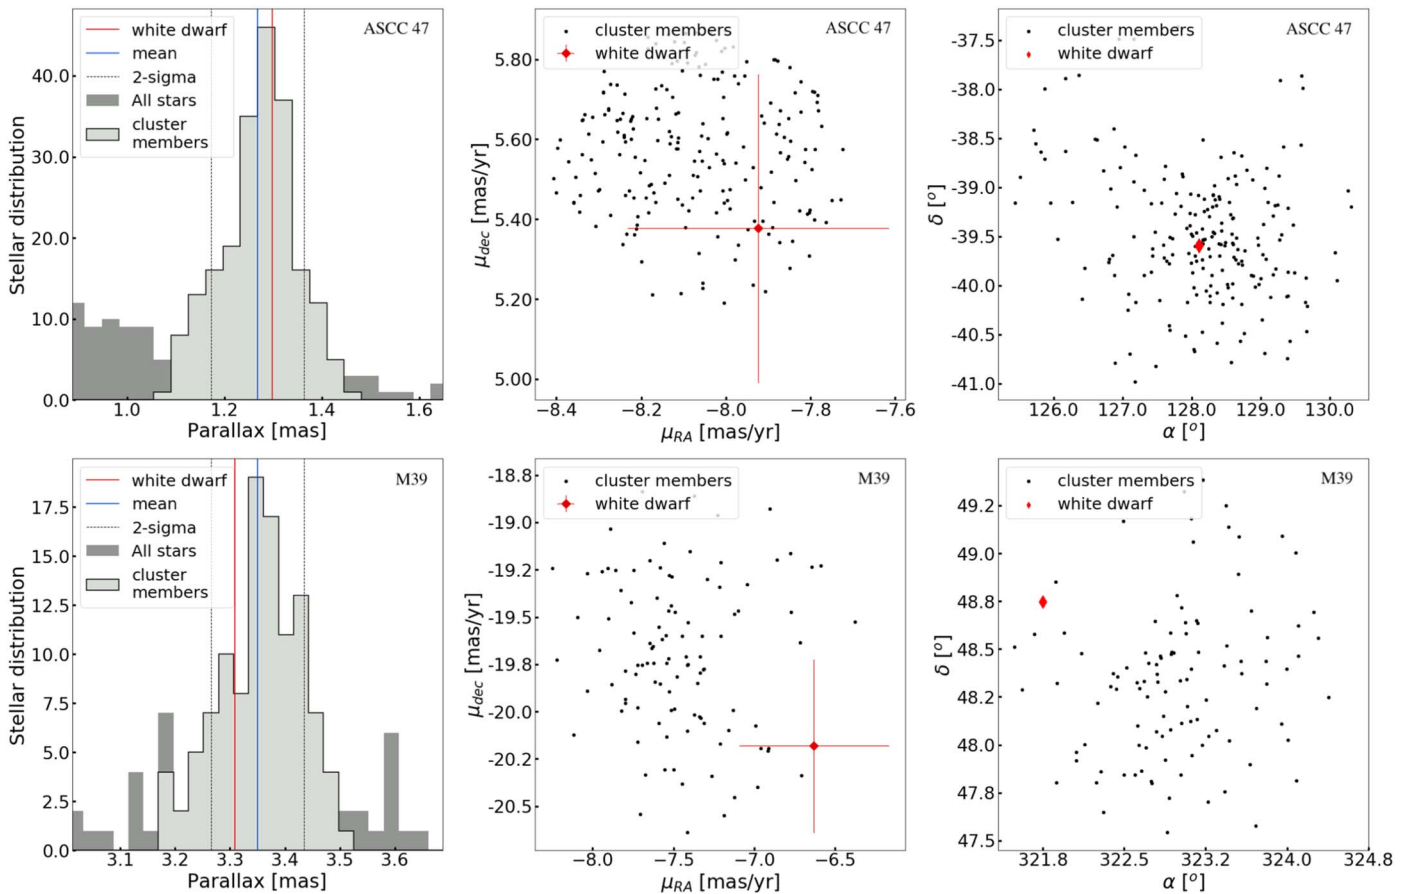 white dwarf
mean
2-sigma
All stars
cluster
members
ASCC 47
Stellar distribution
40.0
30.0
20.0
10.0
0.0
1.0 1.2 1.4 1.6
Parallax [mas]
cluster members
white dwarf
ASCC 47
μdec [mas/yr]
5.80
5.60
5.40
5.20
5.00
−8.4 −8.2 −8.0 −7.8 −7.6
μRA [mas/yr]
cluster members
white dwarf
ASCC 47
δ [o]
-37.5
-38.0
-38.5
-39.0
-39.5
-40.0
-40.5
-41.0
126.0 127.0 128.0 129.0 130.0
α [o]
white dwarf
mean
2-sigma
All stars
cluster
members
M39
Stellar distribution
17.5
15.0
12.5
10.0
7.5
5.0
2.5
0.0
3.1 3.2 3.3 3.4 3.5 3.6
Parallax [mas]
cluster members
white dwarf
M39
μdec [mas/yr]
-18.8
-19.0
-19.2
-19.5
-19.8
-20.0
-20.2
-20.5
−8.0 −7.5 −7.0 −6.5
μRA [mas/yr]
cluster members
white dwarf
M39
δ [o]
49.2
49.0
48.8
48.5
48.2
48.0
47.8
47.5
321.8 322.5 323.2 324.0 324.8
α [o]